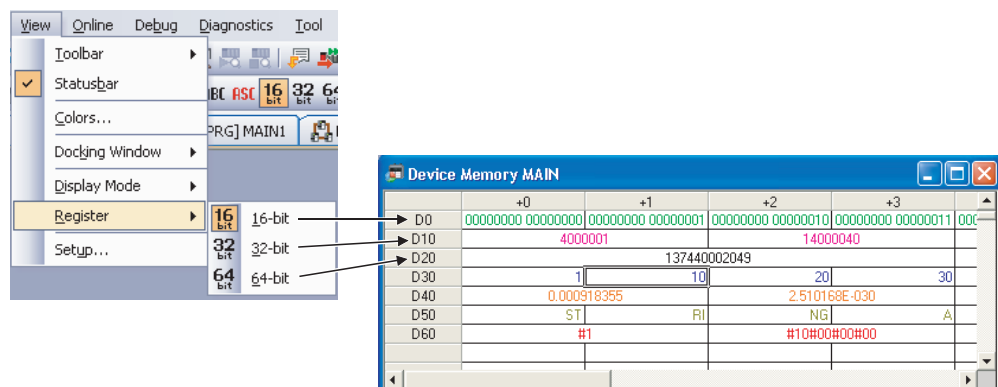 View Online Debug Diagnostics Tool
Toolbar
Statusbar
ABC ASC 16 bit 32 bit 64 bit
Colors...
PRG] MAIN1
Docking Window
Display Mode
Register
16 bit 16-bit
32 bit 32-bit
64 bit 64-bit
Setup...
Device Memory MAIN
+0 +1 +2 +3
D0 00000000 00000000 00000000 00000001 00000000 00000010 00000000 00000011 000
D10 4000001 14000040
D20 137440002049
D30 1 10 20 30
D40 0.000918355 2.510168E-030
D50 ST RI NG A
D60 #1 #10#00#00#00